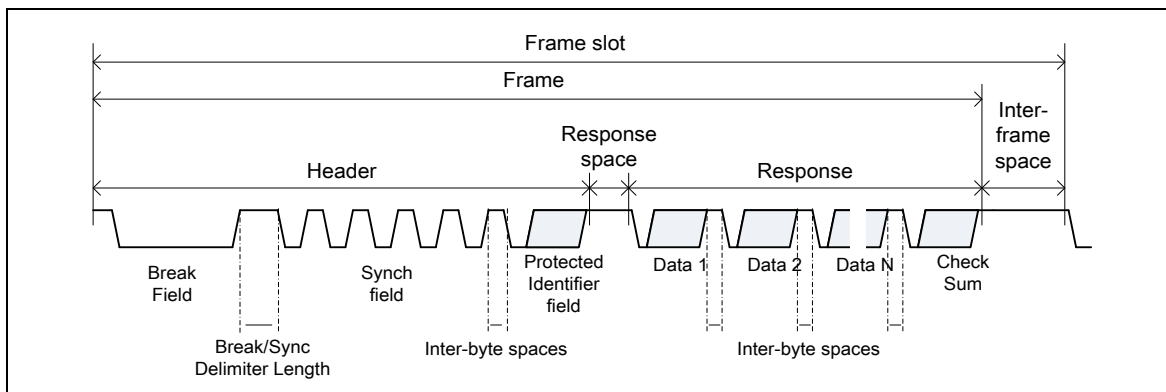 Frame slot
Frame
Inter-
frame
space
Response
space
Header
Response
Break
Field
Synch
field
Protected
Identifier
field
Data 1
Data 2
Data N
Check
Sum
Break/Sync
Delimiter Length
Inter-byte spaces
Inter-byte spaces